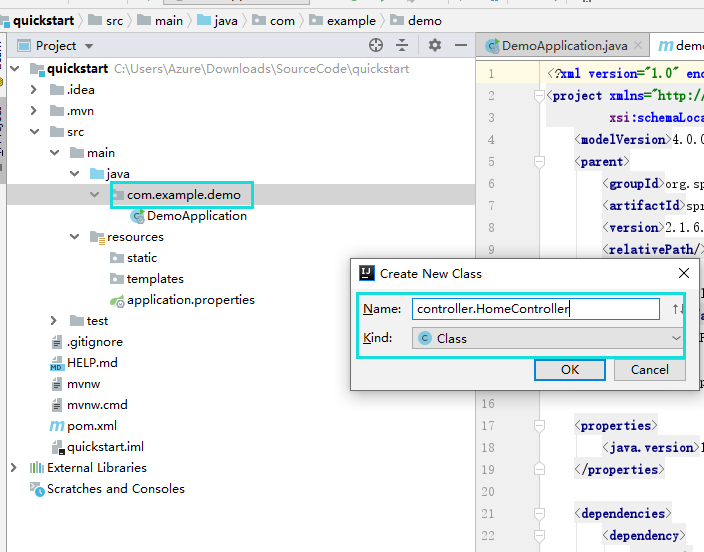 quickstart src main java com example demo
Project
DemoApplication.java
demo
quickstart C:\Users\Azure\Downloads\SourceCode\quickstart
.idea
.mvn
src
main
java
com.example.demo
DemoApplication
resources
static
templates
application.properties
test
.gitignore
MD HELP.md
mvnw
mvnw.cmd
pom.xml
quickstart.iml
External Libraries
Scratches and Consoles
1 <?xml version="1.0" enc
2 <project xmlns="http:/
3 xsi:schemaLoca
4 <modelVersion>4.0.0
5 <parent>
6 <groupId>org.sp
7 <artifactId>spr
8 <version>2.1.6.
9 <relativePath/>
IJ Create New Class
Name: controller.HomeController
Kind: C Class
OK Cancel
16
17 <properties>
18 <java.version>1
19 </properties>
20
21 <dependencies>
22 <dependency>